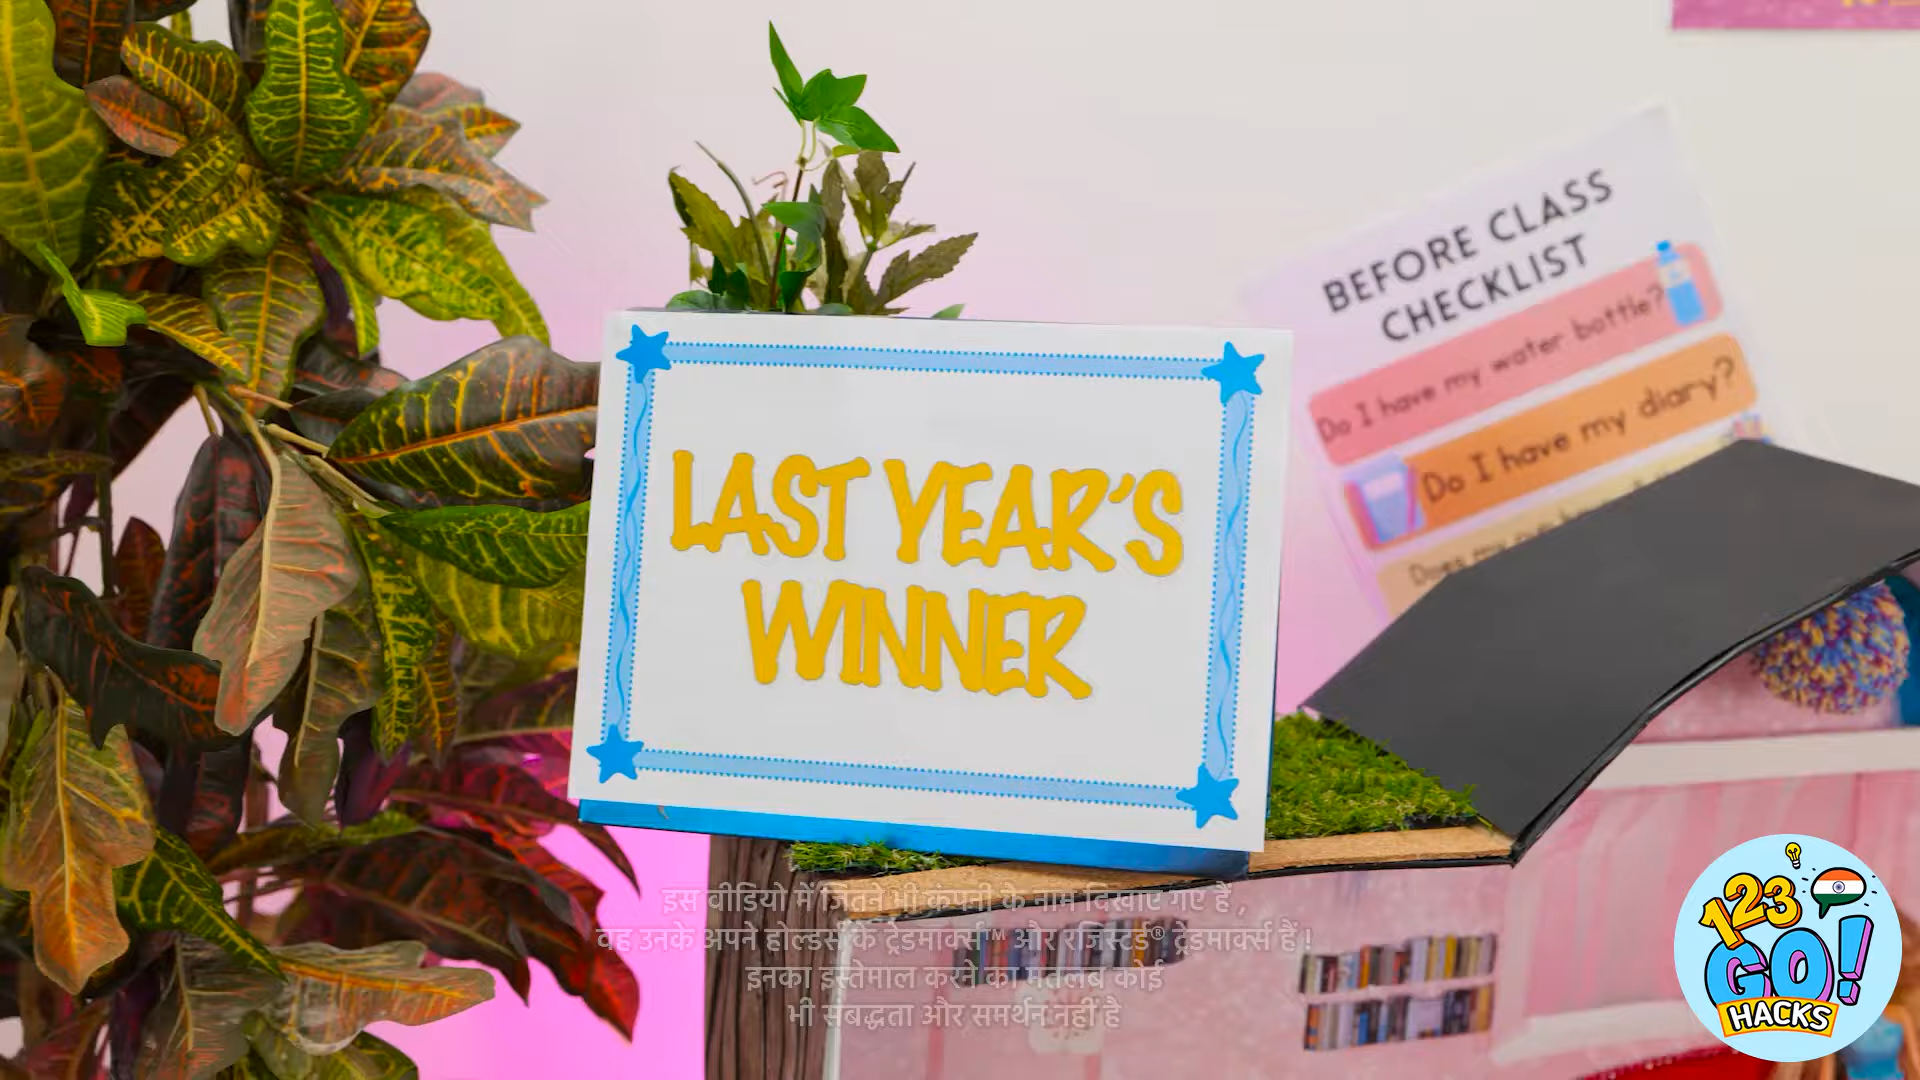 BEFORE CLASS
CHECKLIST
Do I have my water bottle?
Do I have my diary?
LAST YEAR'S
WINNER
इस वीडियो में जितने भी कंपनी के नाम दिखाए गए हैं ,
वह उनके अपने होल्डर्स के ट्रेडमार्क्स™ और रजिस्टर्ड® ट्रेडमार्क्स हैं !
इनका इस्तेमाल करने का मतलब कोई
भी संबद्धता और समर्थन नहीं है
123
GO!
HACKS